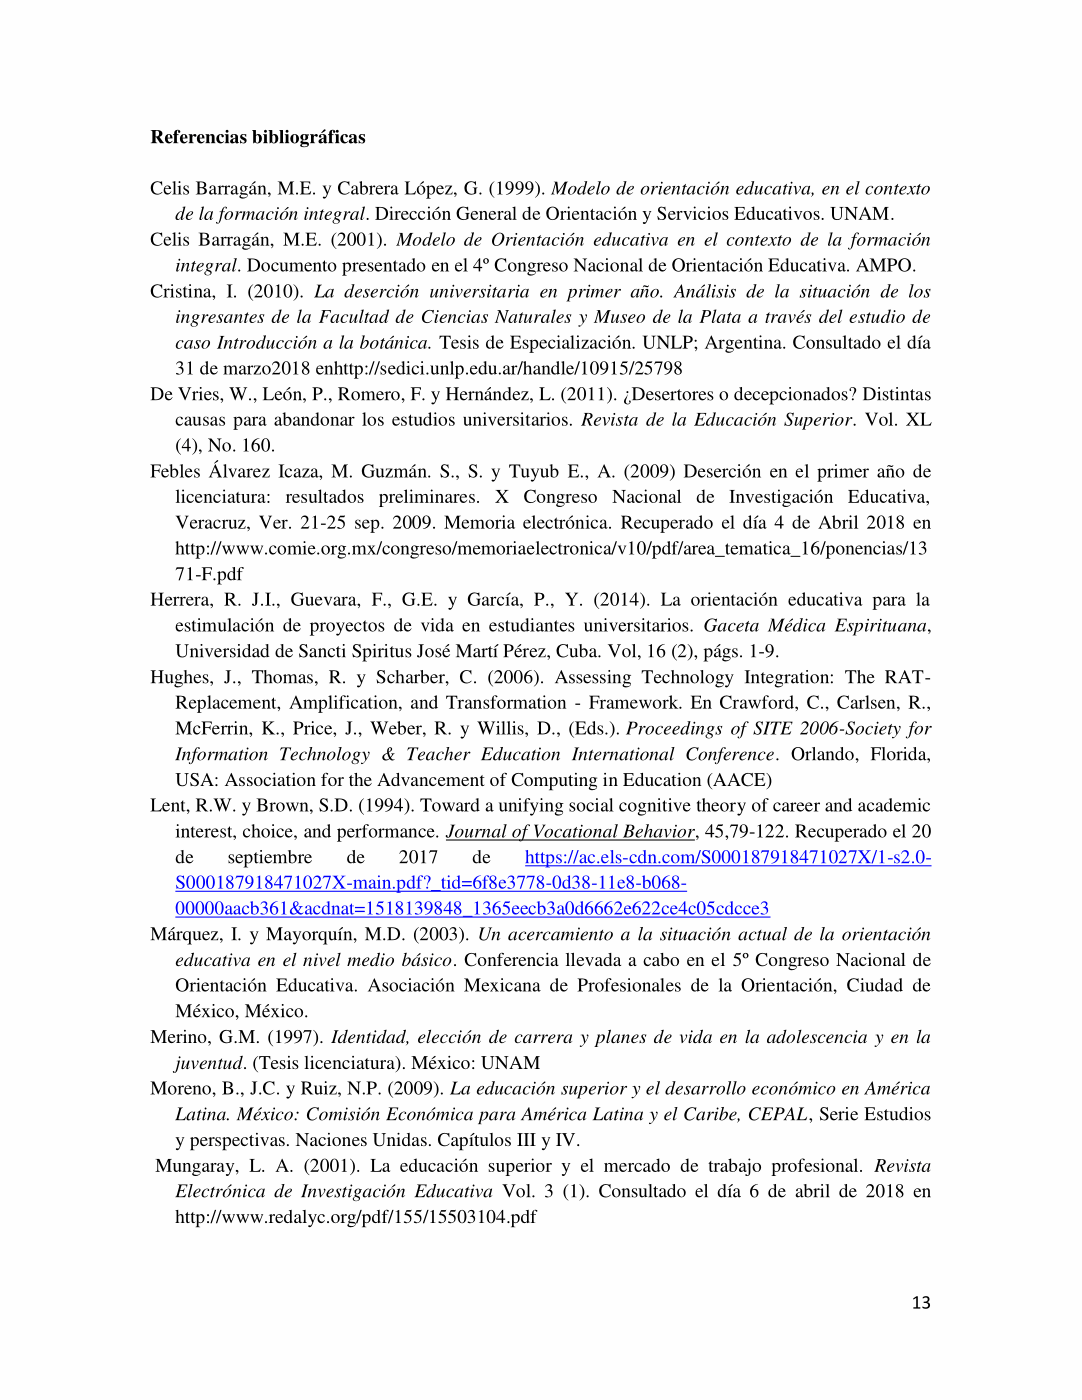 Referencias bibliográficas
Celis Barragán, M.E. y Cabrera López, G. (1999). Modelo de orientación educativa, en el contexto
de la formación integral. Dirección General de Orientación y Servicios Educativos. UNAM.
Celis Barragán, M.E. (2001). Modelo de Orientación educativa en el contexto de la formación
integral. Documento presentado en el 4º Congreso Nacional de Orientación Educativa. AMPO.
Cristina, I. (2010). La deserción universitaria en primer año. Análisis de la situación de los
ingresantes de la Facultad de Ciencias Naturales y Museo de la Plata a través del estudio de
caso Introducción a la botánica. Tesis de Especialización. UNLP; Argentina. Consultado el día
31 de marzo2018 enhttp://sedici.unlp.edu.ar/handle/10915/25798
De Vries, W., León, P., Romero, F. y Hernández, L. (2011). ¿Desertores o decepcionados? Distintas
causas para abandonar los estudios universitarios. Revista de la Educación Superior. Vol. XL
(4), No. 160.
Febles Álvarez Icaza, M. Guzmán. S., S. y Tuyub E., A. (2009) Deserción en el primer año de
licenciatura: resultados preliminares. X Congreso Nacional de Investigación Educativa,
Veracruz, Ver. 21-25 sep. 2009. Memoria electrónica. Recuperado el día 4 de Abril 2018 en
http://www.comie.org.mx/congreso/memoriaelectronica/v10/pdf/area_tematica_16/ponencias/13
71-F.pdf
Herrera, R. J.I., Guevara, F., G.E. y García, P., Y. (2014). La orientación educativa para la
estimulación de proyectos de vida en estudiantes universitarios. Gaceta Médica Espirituana,
Universidad de Sancti Spiritus José Martí Pérez, Cuba. Vol, 16 (2), págs. 1-9.
Hughes, J., Thomas, R. y Scharber, C. (2006). Assessing Technology Integration: The RAT-
Replacement, Amplification, and Transformation - Framework. En Crawford, C., Carlsen, R.,
McFerrin, K., Price, J., Weber, R. y Willis, D., (Eds.). Proceedings of SITE 2006-Society for
Information Technology & Teacher Education International Conference. Orlando, Florida,
USA: Association for the Advancement of Computing in Education (AACE)
Lent, R.W. y Brown, S.D. (1994). Toward a unifying social cognitive theory of career and academic
interest, choice, and performance. Journal of Vocational Behavior, 45,79-122. Recuperado el 20
de septiembre de 2017 de https://ac.els-cdn.com/S000187918471027X/1-s2.0-
S000187918471027X-main.pdf?_tid=6f8e3778-0d38-11e8-b068-
00000aacb361&acdnat=1518139848_1365eecb3a0d6662e622ce4c05cdcce3
Márquez, I. y Mayorquín, M.D. (2003). Un acercamiento a la situación actual de la orientación
educativa en el nivel medio básico. Conferencia llevada a cabo en el 5º Congreso Nacional de
Orientación Educativa. Asociación Mexicana de Profesionales de la Orientación, Ciudad de
México, México.
Merino, G.M. (1997). Identidad, elección de carrera y planes de vida en la adolescencia y en la
juventud. (Tesis licenciatura). México: UNAM
Moreno, B., J.C. y Ruiz, N.P. (2009). La educación superior y el desarrollo económico en América
Latina. México: Comisión Económica para América Latina y el Caribe, CEPAL, Serie Estudios
y perspectivas. Naciones Unidas. Capítulos III y IV.
Mungaray, L. A. (2001). La educación superior y el mercado de trabajo profesional. Revista
Electrónica de Investigación Educativa Vol. 3 (1). Consultado el día 6 de abril de 2018 en
http://www.redalyc.org/pdf/155/15503104.pdf
13